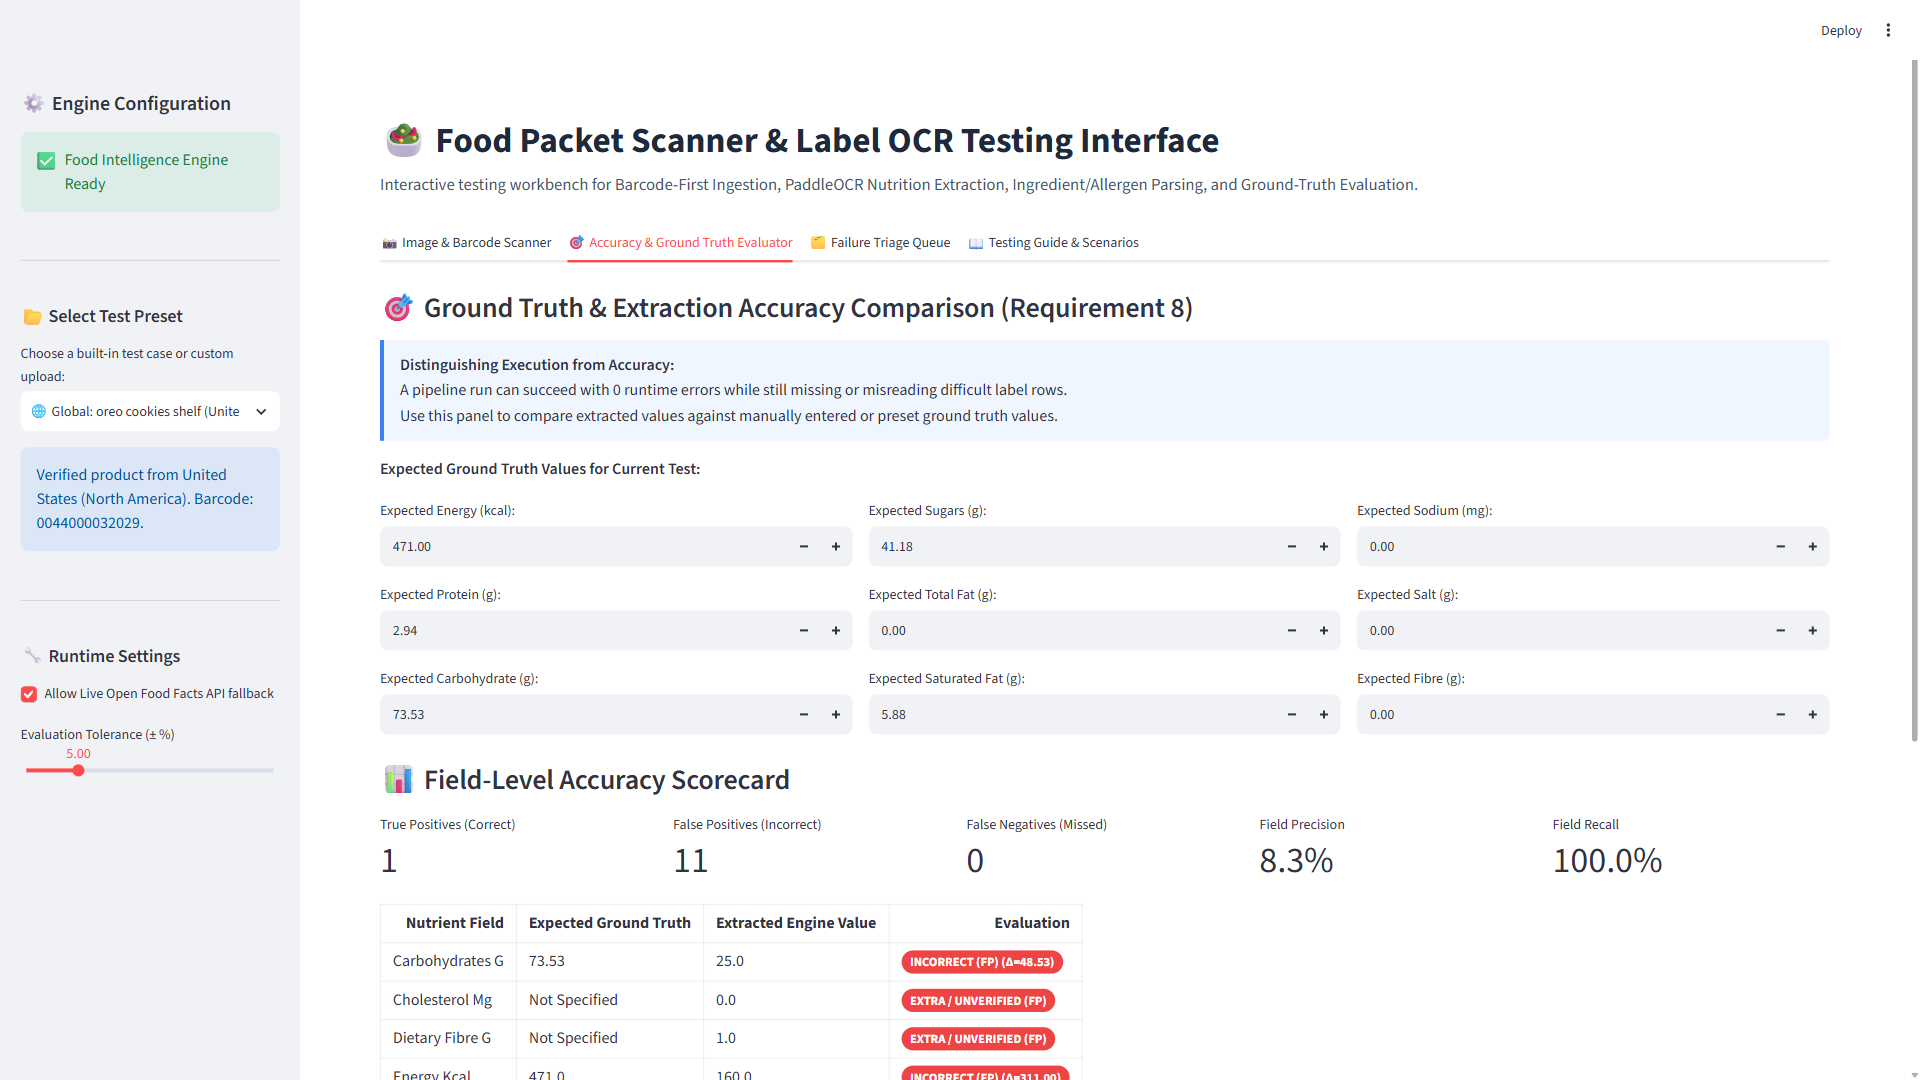 Deploy
Engine Configuration
Food Intelligence Engine
Ready
Select Test Preset
Choose a built-in test case or custom
upload:
Global: oreo cookies shelf (Unite
Verified product from United
States (North America). Barcode:
0044000032029.
Runtime Settings
Allow Live Open Food Facts API fallback
Evaluation Tolerance (± %)
5.00
Food Packet Scanner & Label OCR Testing Interface
Interactive testing workbench for Barcode-First Ingestion, PaddleOCR Nutrition Extraction, Ingredient/Allergen Parsing, and Ground-Truth Evaluation.
Image & Barcode Scanner Accuracy & Ground Truth Evaluator Failure Triage Queue Testing Guide & Scenarios
Ground Truth & Extraction Accuracy Comparison (Requirement 8)
Distinguishing Execution from Accuracy:
A pipeline run can succeed with 0 runtime errors while still missing or misreading difficult label rows.
Use this panel to compare extracted values against manually entered or preset ground truth values.
Expected Ground Truth Values for Current Test:
Expected Energy (kcal): Expected Sugars (g): Expected Sodium (mg):
471.00 − + 41.18 − + 0.00 − +
Expected Protein (g): Expected Total Fat (g): Expected Salt (g):
2.94 − + 0.00 − + 0.00 − +
Expected Carbohydrate (g): Expected Saturated Fat (g): Expected Fibre (g):
73.53 − + 5.88 − + 0.00 − +
Field-Level Accuracy Scorecard
True Positives (Correct) False Positives (Incorrect) False Negatives (Missed) Field Precision Field Recall
1 11 0 8.3% 100.0%
Nutrient Field Expected Ground Truth Extracted Engine Value Evaluation
Carbohydrates G 73.53 25.0 INCORRECT (FP) (Δ=48.53)
Cholesterol Mg Not Specified 0.0 EXTRA / UNVERIFIED (FP)
Dietary Fibre G Not Specified 1.0 EXTRA / UNVERIFIED (FP)
Energy Kcal 471.0 160.0 INCORRECT (FP) (Δ=311.00)